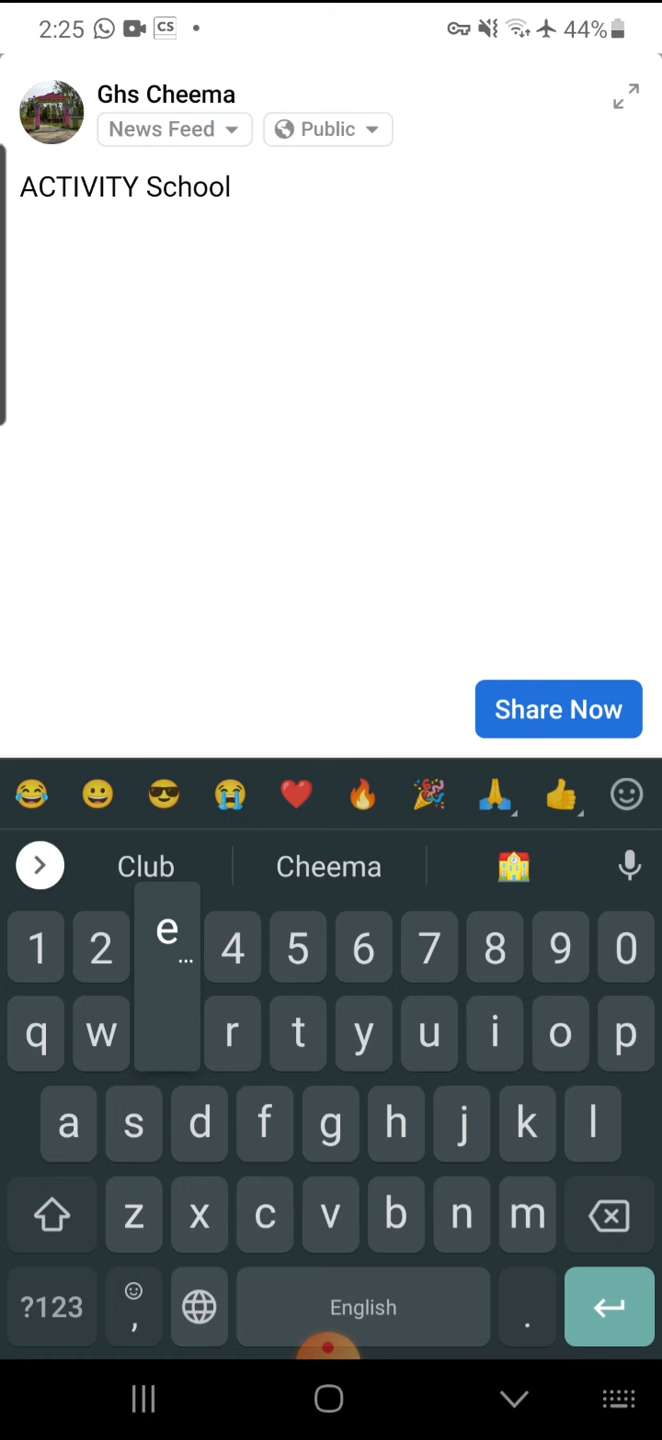 2:25 CS 44%
Ghs Cheema
News Feed Public
ACTIVITY School
Share Now
Club Cheema
e
...
1 2 4 5 6 7 8 9 0
q w r t y u i o p
a s d f g h j k l
z x c v b n m
?123 , English .